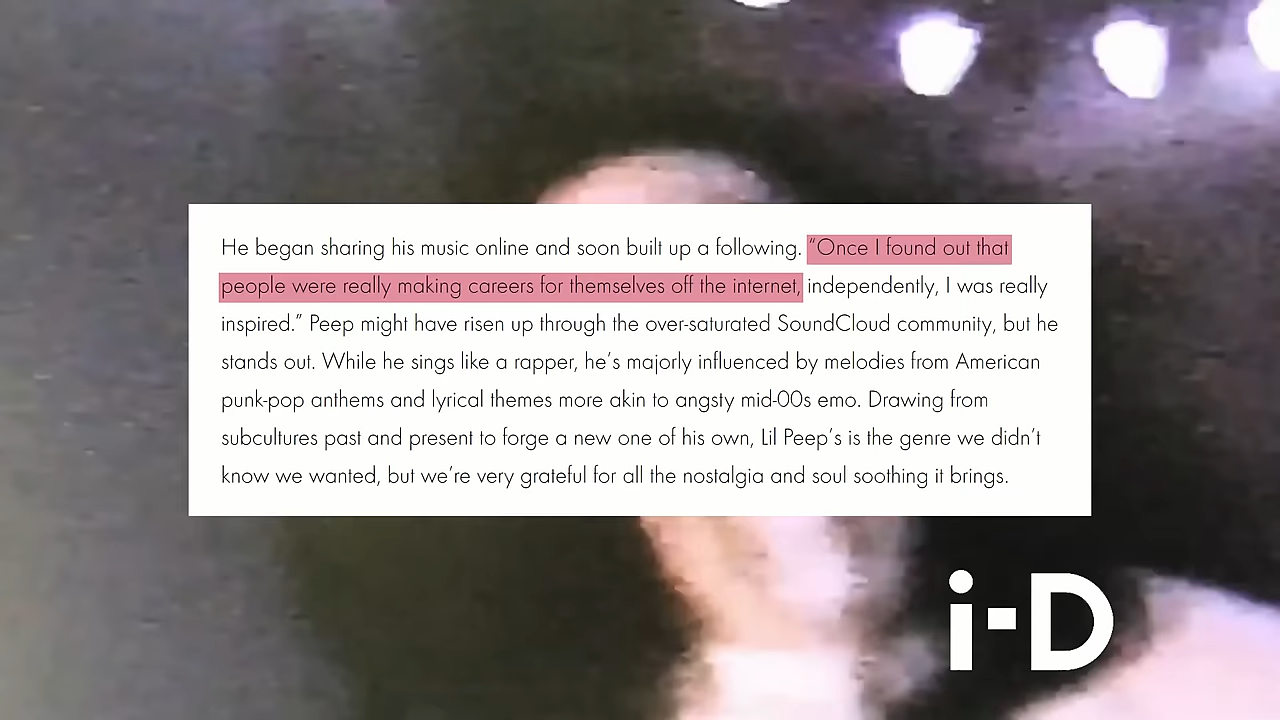 He began sharing his music online and soon built up a following. “Once I found out that
people were really making careers for themselves off the internet, independently, I was really
inspired.” Peep might have risen up through the over-saturated SoundCloud community, but he
stands out. While he sings like a rapper, he’s majorly influenced by melodies from American
punk-pop anthems and lyrical themes more akin to angsty mid-00s emo. Drawing from
subcultures past and present to forge a new one of his own, Lil Peep’s is the genre we didn’t
know we wanted, but we’re very grateful for all the nostalgia and soul soothing it brings.
i-D